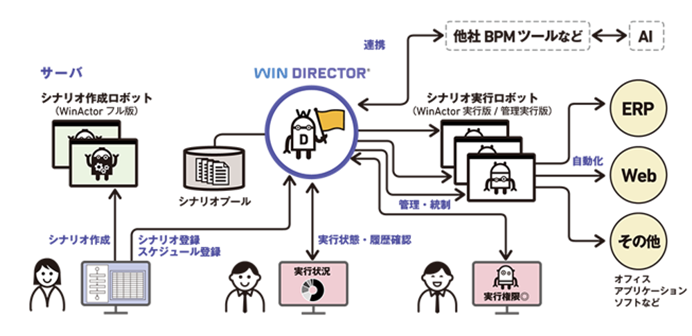 連携
他社 BPM ツールなど
AI
サーバ
WIN DIRECTOR®
シナリオ作成ロボット
（WinActor フル版）
シナリオ実行ロボット
（WinActor 実行版 / 管理実行版）
D
ERP
シナリオプール
自動化
Web
管理・統制
シナリオ作成
シナリオ登録
スケジュール登録
実行状態・履歴確認
その他
実行状況
実行権限◎
オフィス
アプリケーション
ソフトなど